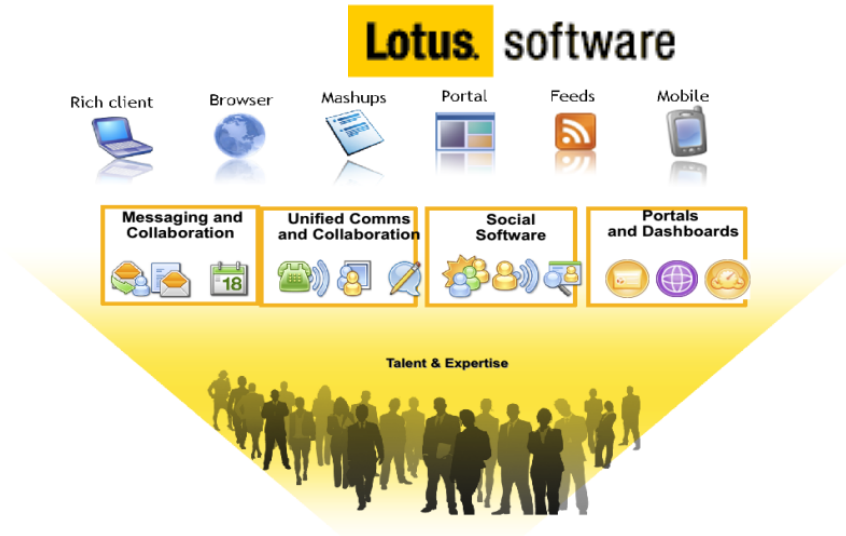 Lotus. software
Rich client
Browser
Mashups
Portal
Feeds
Mobile
Messaging and
Collaboration
Unified Comms
and Collaboration
Social
Software
Portals
and Dashboards
18
Talent & Expertise